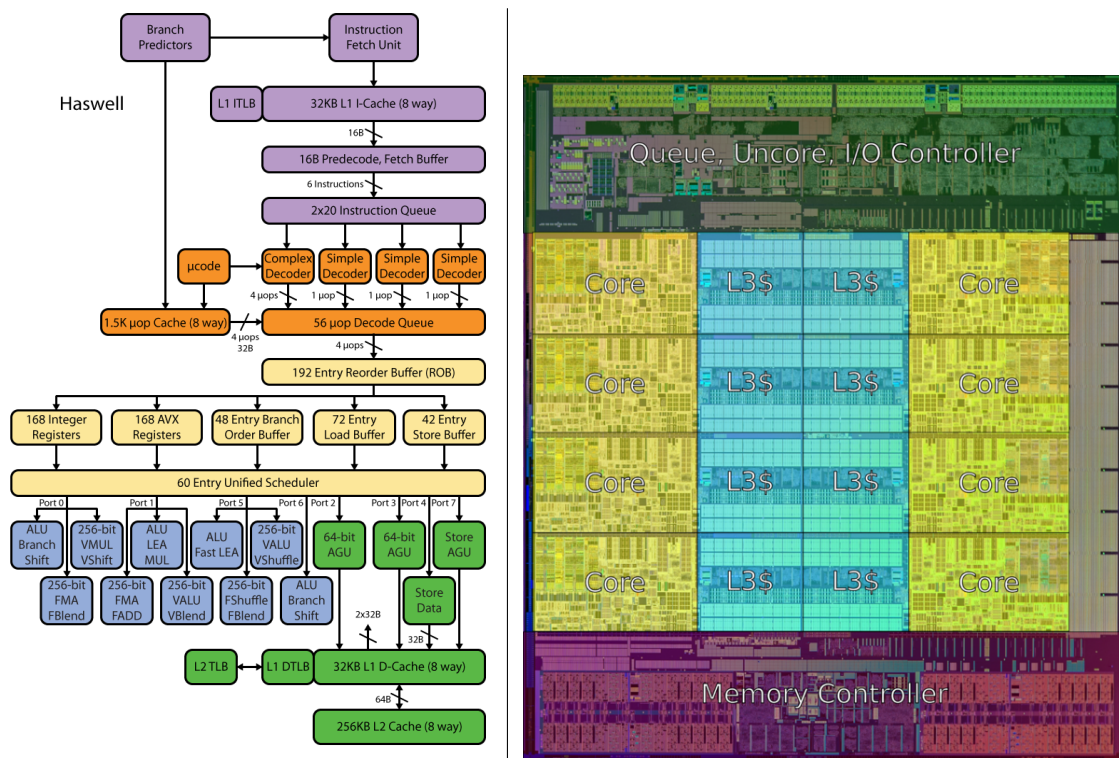 Branch
Predictors
Instruction
Fetch Unit
Haswell
L1 ITLB
32KB L1 I-Cache (8 way)
16B
16B Predecode, Fetch Buffer
6 Instructions
2x20 Instruction Queue
µcode
Complex
Decoder
Simple
Decoder
Simple
Decoder
Simple
Decoder
4 µops
1 µop
1 µop
1 µop
1.5K µop Cache (8 way)
4 µops
32B
56 µop Decode Queue
4 µops
192 Entry Reorder Buffer (ROB)
168 Integer
Registers
168 AVX
Registers
48 Entry Branch
Order Buffer
72 Entry
Load Buffer
42 Entry
Store Buffer
60 Entry Unified Scheduler
Port 0
Port 1
Port 5
Port 6
Port 2
Port 3
Port 4
Port 7
ALU
Branch
Shift
256-bit
VMUL
VShift
ALU
LEA
MUL
ALU
Fast LEA
256-bit
VALU
VShuffle
64-bit
AGU
64-bit
AGU
Store
AGU
256-bit
FMA
FBlend
256-bit
FMA
FADD
256-bit
VALU
VBlend
256-bit
FShuffle
FBlend
ALU
Branch
Shift
Store
Data
2x32B
32B
L2 TLB
L1 DTLB
32KB L1 D-Cache (8 way)
64B
256KB L2 Cache (8 way)
Queue, Uncore, I/O Controller
Core
L3$
L3$
Core
Core
L3$
L3$
Core
Core
L3$
L3$
Core
Core
L3$
L3$
Core
Memory Controller